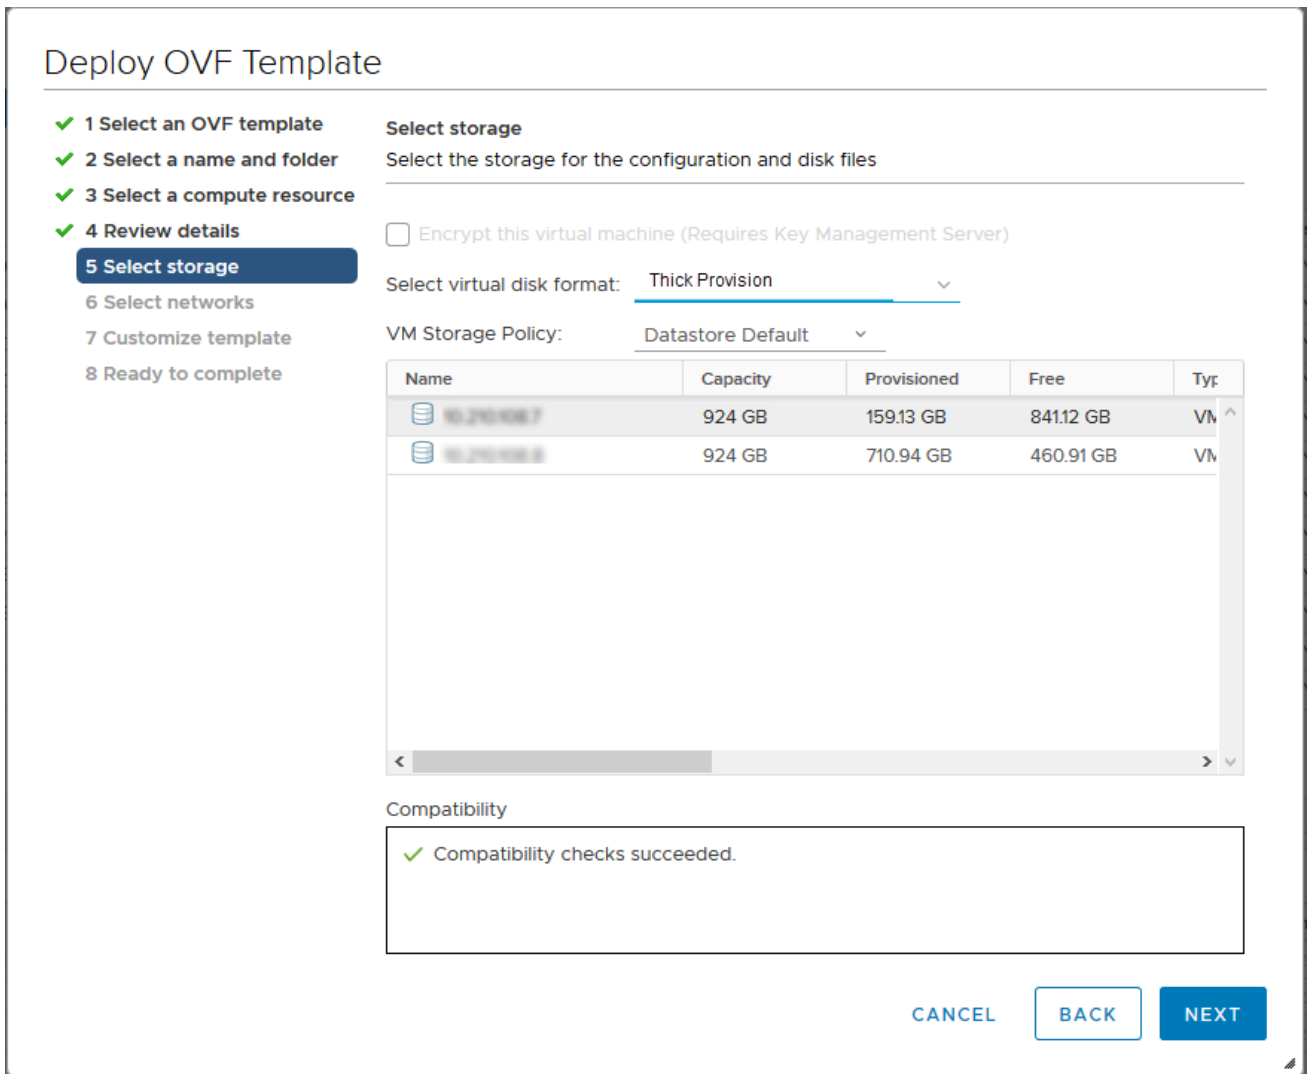 Deploy OVF Template
1 Select an OVF template
2 Select a name and folder
3 Select a compute resource
4 Review details
5 Select storage
6 Select networks
7 Customize template
8 Ready to complete
Select storage
Select the storage for the configuration and disk files
Encrypt this virtual machine (Requires Key Management Server)
Select virtual disk format: Thick Provision
VM Storage Policy: Datastore Default
Name Capacity Provisioned Free Typ
924 GB 159.13 GB 841.12 GB VM
924 GB 710.94 GB 460.91 GB VM
Compatibility
Compatibility checks succeeded.
CANCEL BACK NEXT